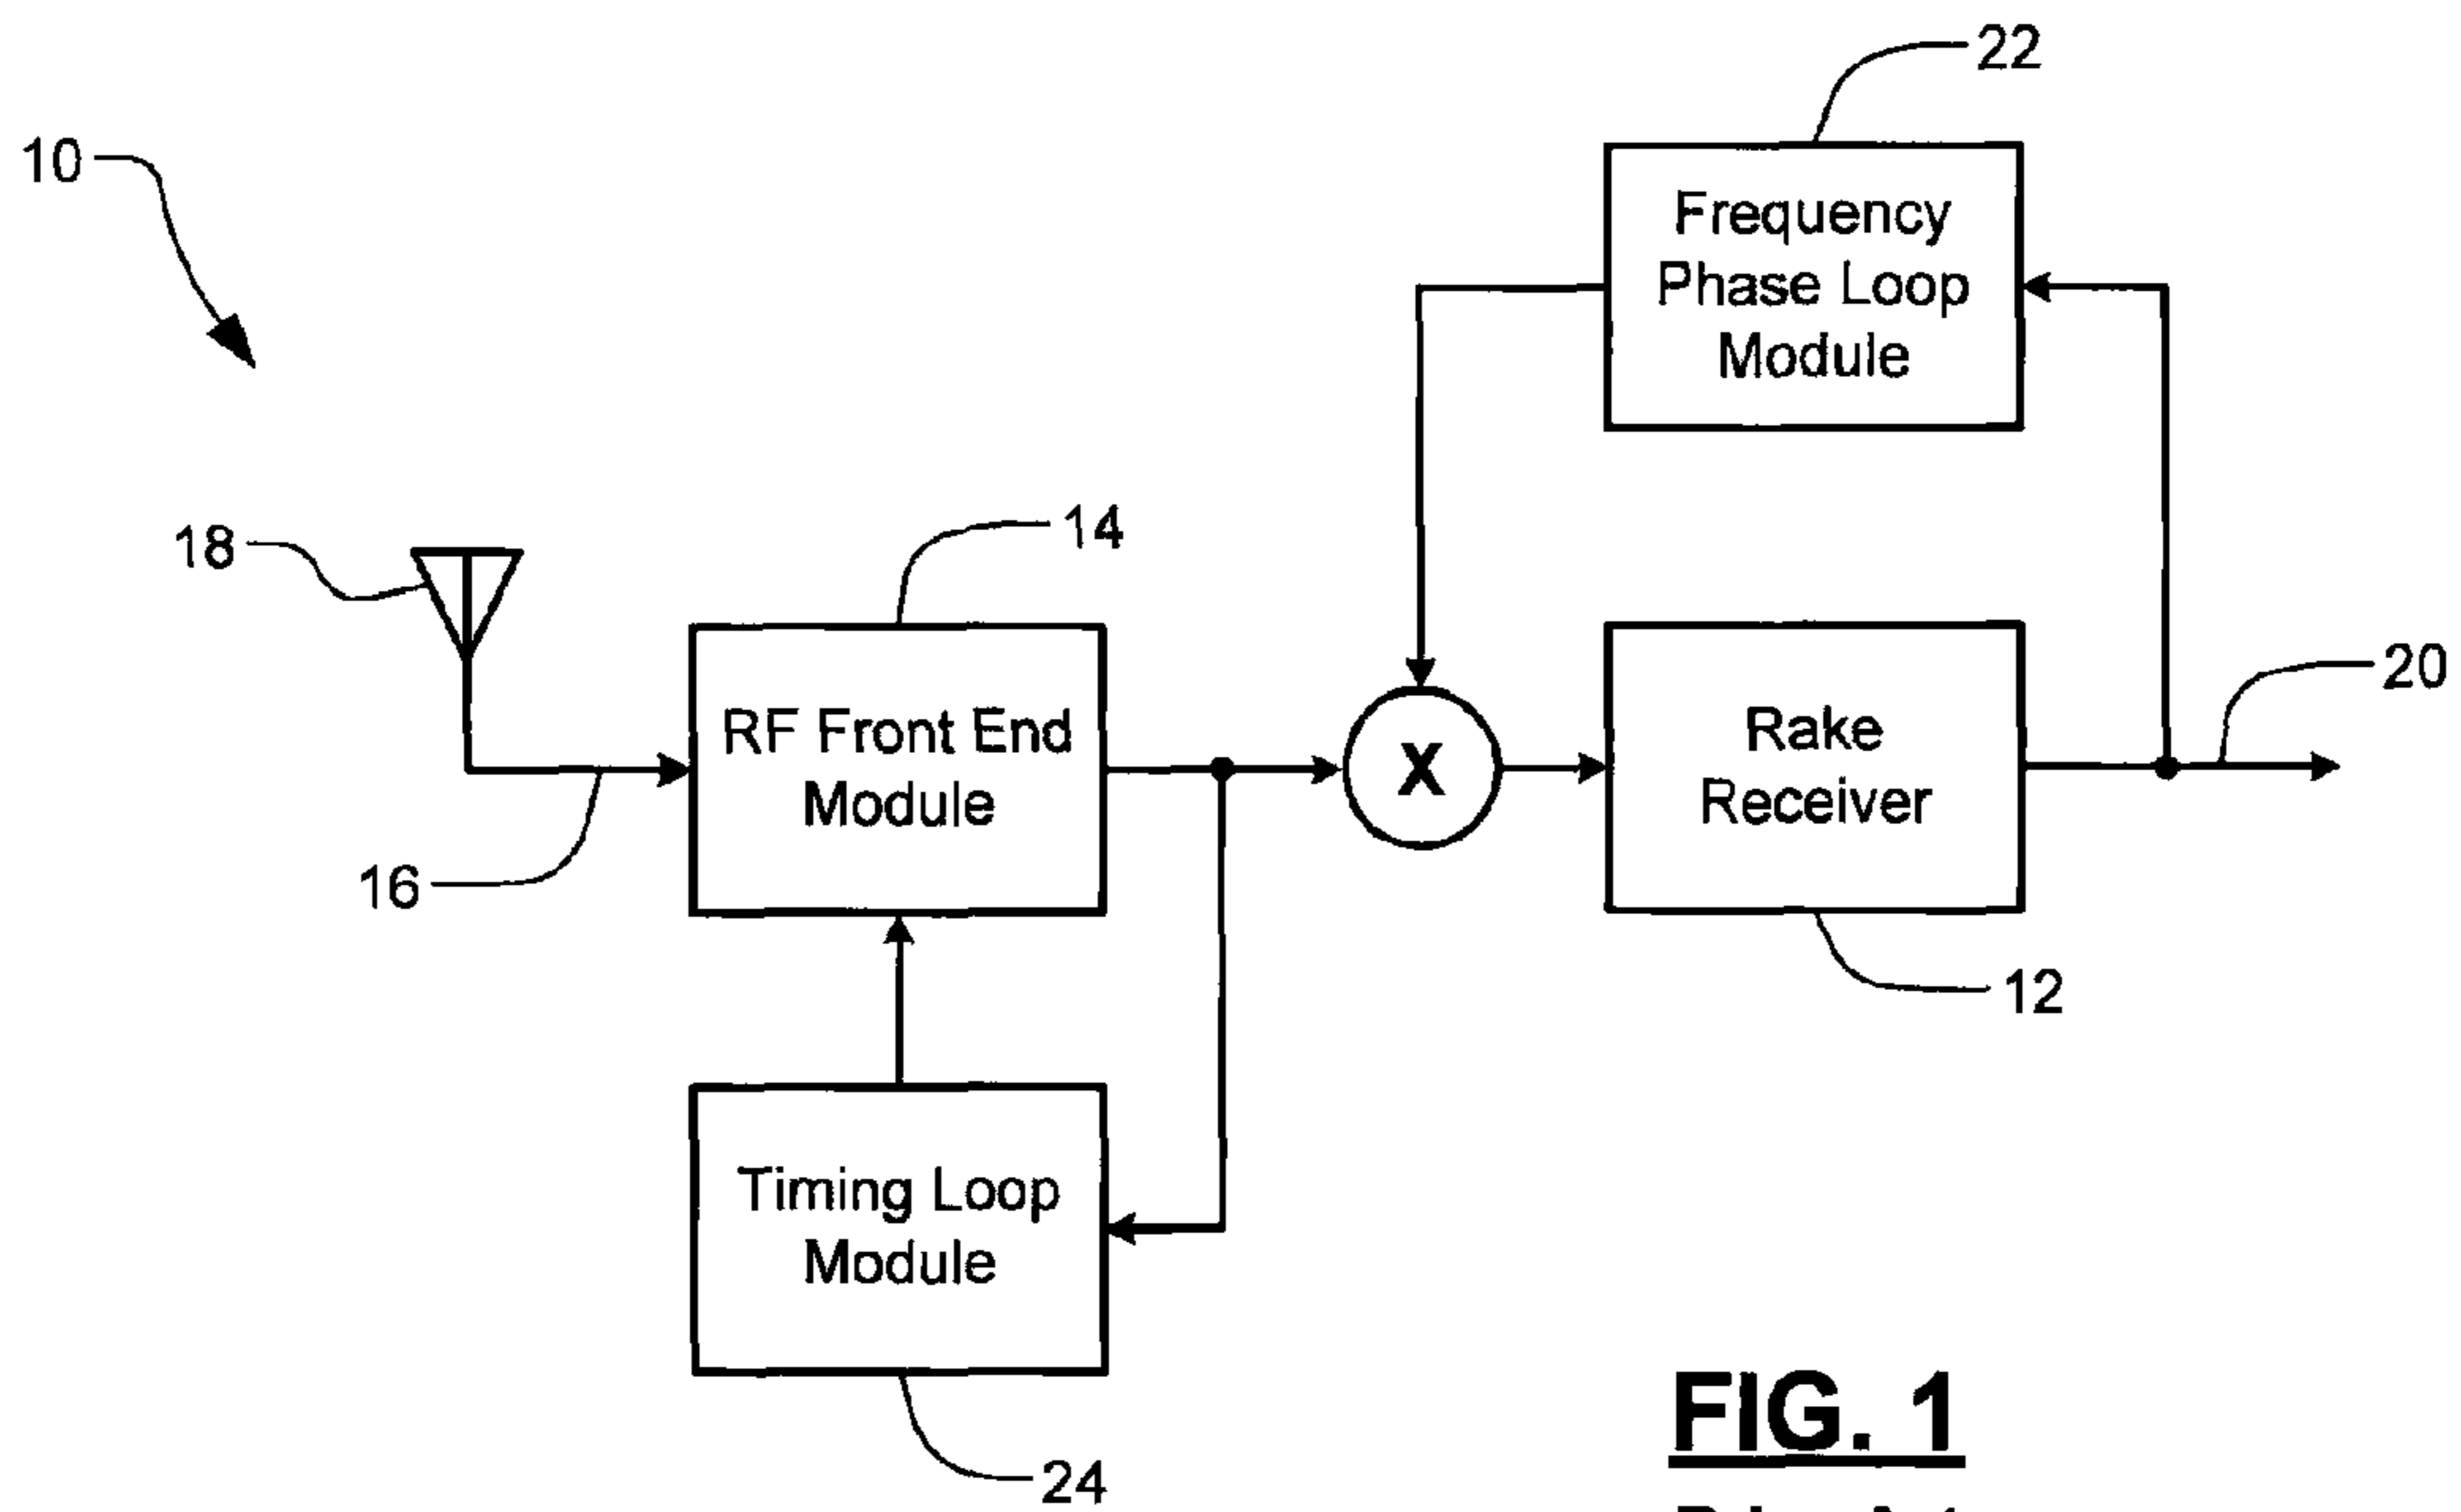 22
10
Frequency
Phase Loop
Module
18
14
20
RF Front End
Module
X
Rake
Receiver
16
12
Timing Loop
Module
24
FIG. 1